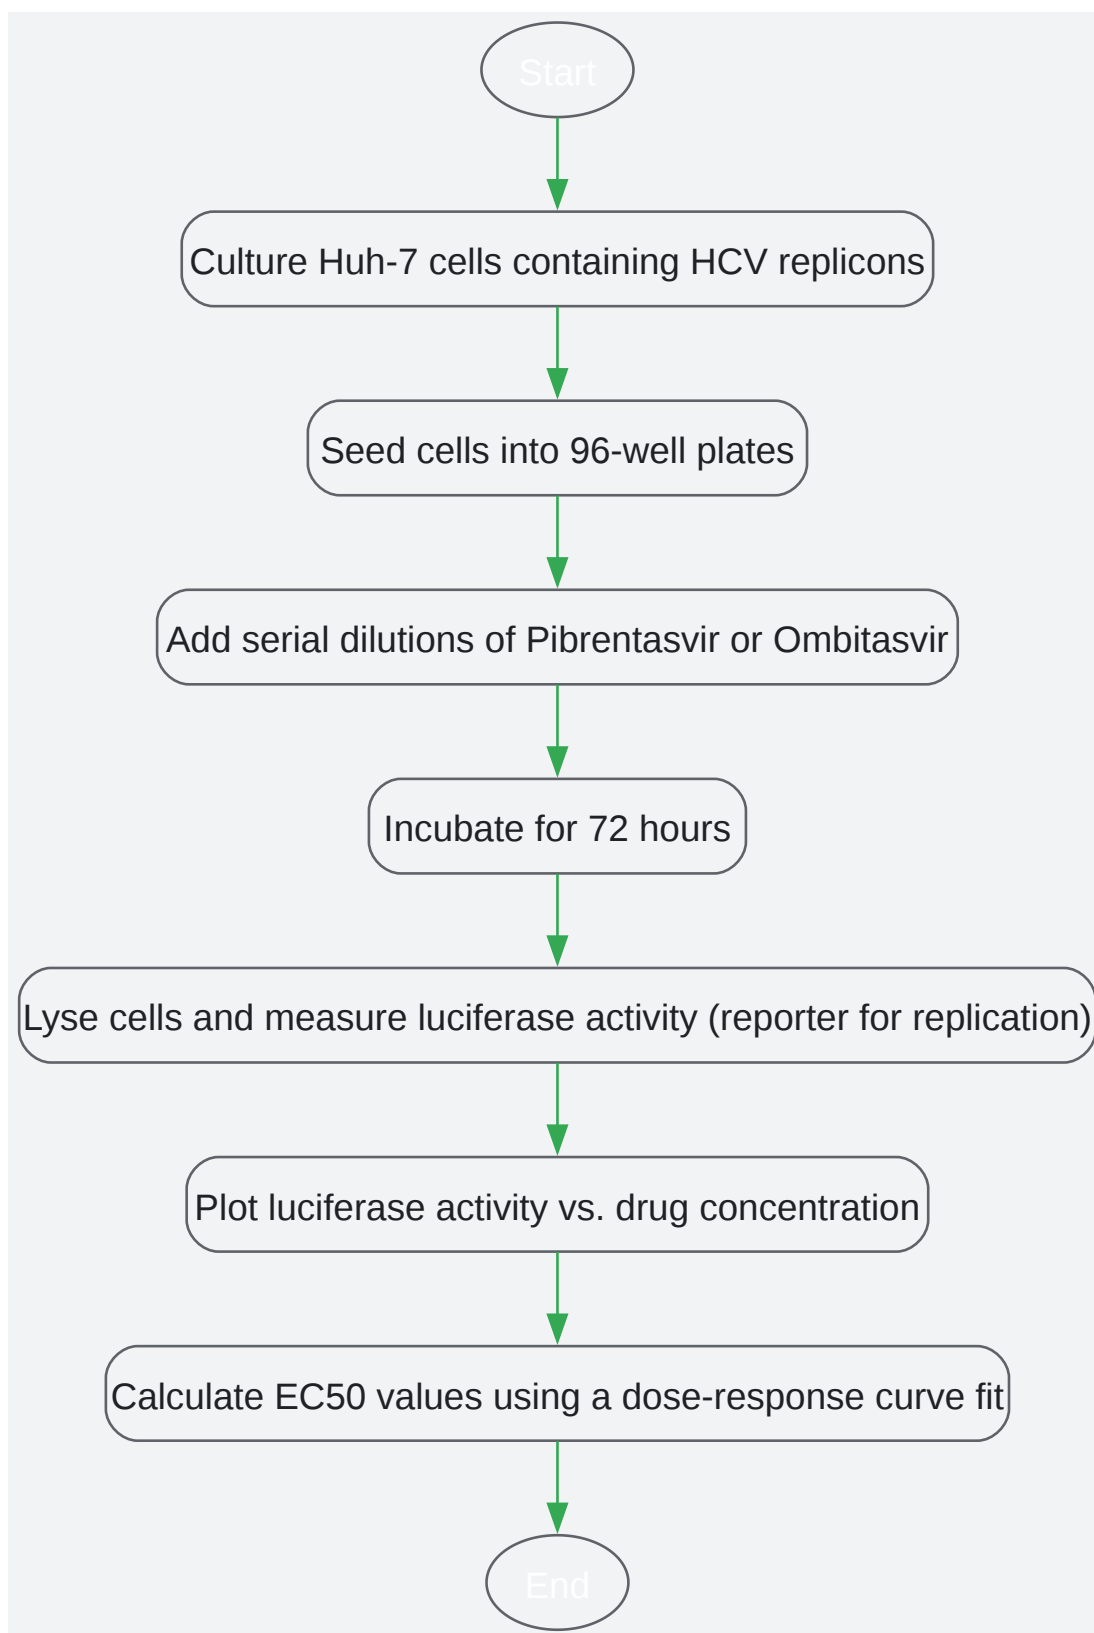 Start
Culture Huh-7 cells containing HCV replicons
Seed cells into 96-well plates
Add serial dilutions of Pibrentasvir or Ombitasvir
Incubate for 72 hours
Lyse cells and measure luciferase activity (reporter for replication)
Plot luciferase activity vs. drug concentration
Calculate EC50 values using a dose-response curve fit
End